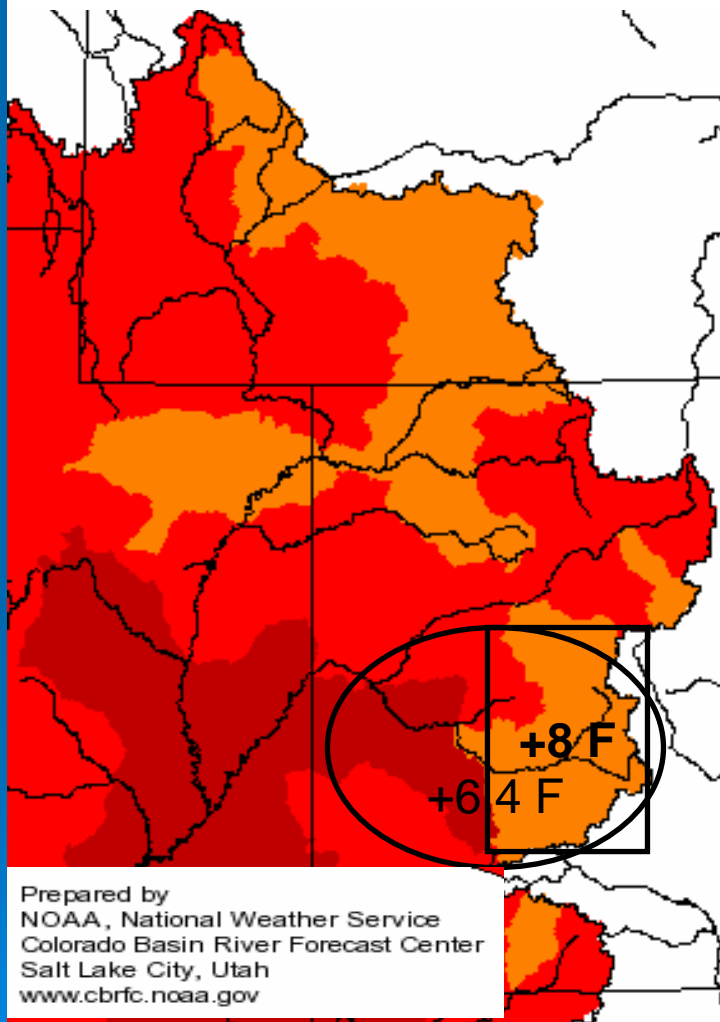 +8 F
+6.4 F
Prepared by
NOAA, National Weather Service
Colorado Basin River Forecast Center
Salt Lake City, Utah
www.cbrfc.noaa.gov